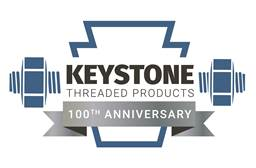 KEYSTONE
THREADED PRODUCTS
100TH ANNIVERSARY